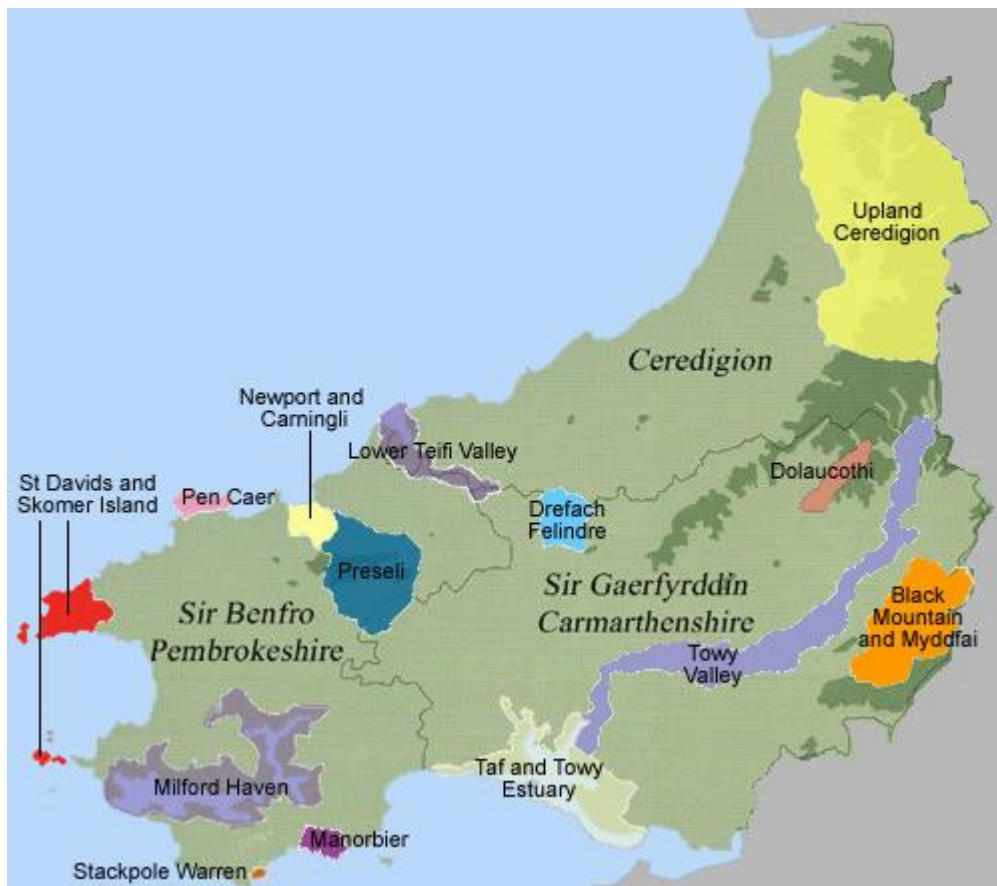 Upland
Ceredigion
Ceredigion
Newport and
Carningli
Lower Teifi Valley
Dolaucothi
St Davids and
Skomer Island
Pen Caer
Drefach
Felindre
Preseli
Sir Gaerfyrddin
Carmarthenshire
Black
Mountain
and Myddfai
Sir Benfro
Pembrokeshire
Towy
Valley
Taf and Towy
Estuary
Milford Haven
Manorbier
Stackpole Warren